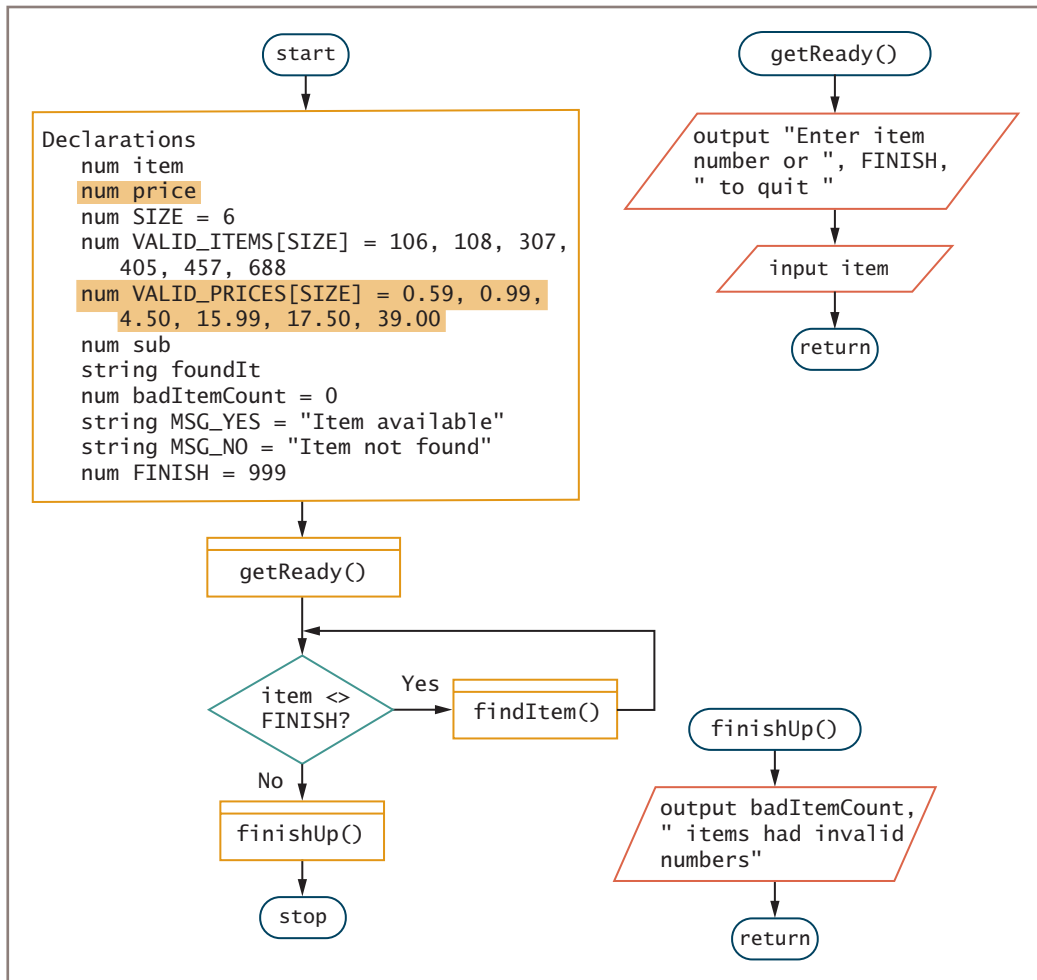 start
Declarations
num item
num price
num SIZE = 6
num VALID_ITEMS[SIZE] = 106, 108, 307,
405, 457, 688
num VALID_PRICES[SIZE] = 0.59, 0.99,
4.50, 15.99, 17.50, 39.00
num sub
string foundIt
num badItemCount = 0
string MSG_YES = "Item available"
string MSG_NO = "Item not found"
num FINISH = 999
getReady()
item <>
FINISH?
Yes
findItem()
No
finishUp()
stop
getReady()
output "Enter item
number or ", FINISH,
" to quit "
input item
return
finishUp()
output badItemCount,
" items had invalid
numbers"
return